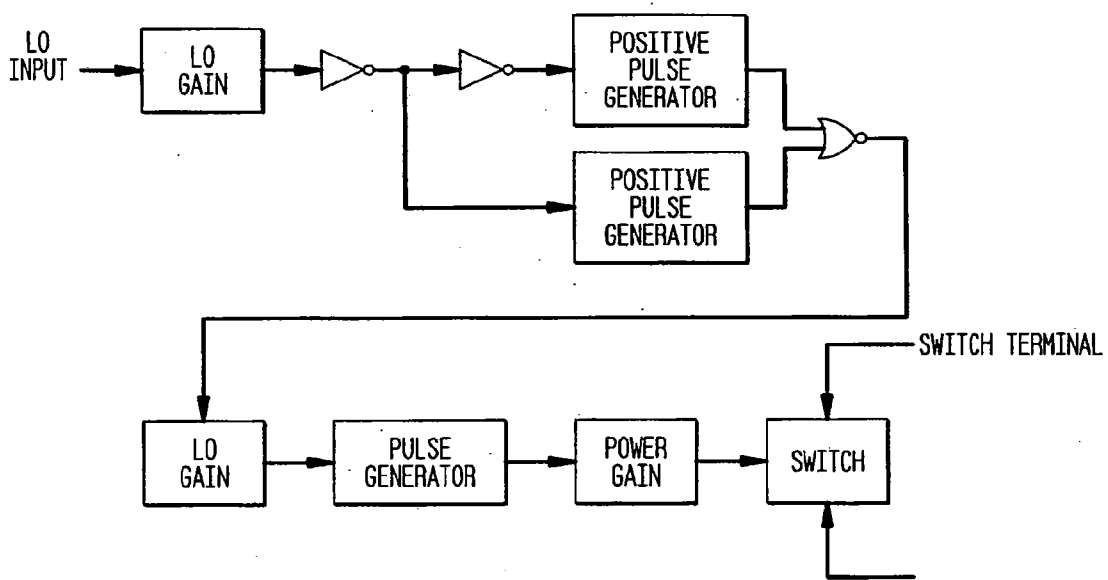 LO
INPUT
LO
GAIN
POSITIVE
PULSE
GENERATOR
POSITIVE
PULSE
GENERATOR
SWITCH TERMINAL
LO
GAIN
PULSE
GENERATOR
POWER
GAIN
SWITCH